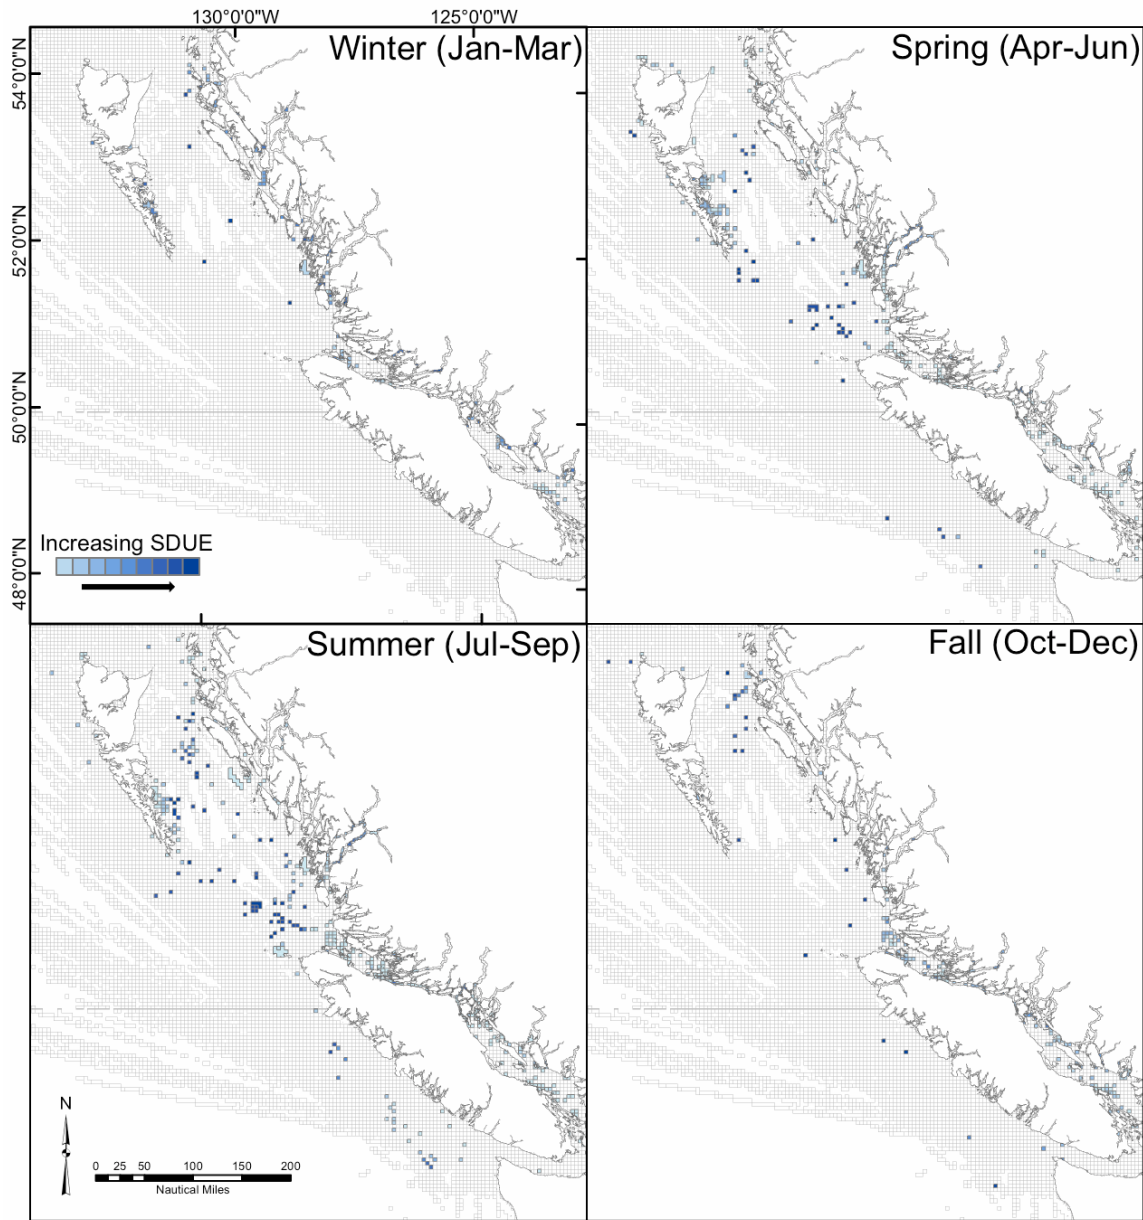 130°0'0"W 125°0'0"W
Winter (Jan-Mar)
Spring (Apr-Jun)
54°0'0"N
52°0'0"N
50°0'0"N
48°0'0"N
Increasing SDUE
Summer (Jul-Sep)
Fall (Oct-Dec)
N
0 25 50 100 150 200
Nautical Miles